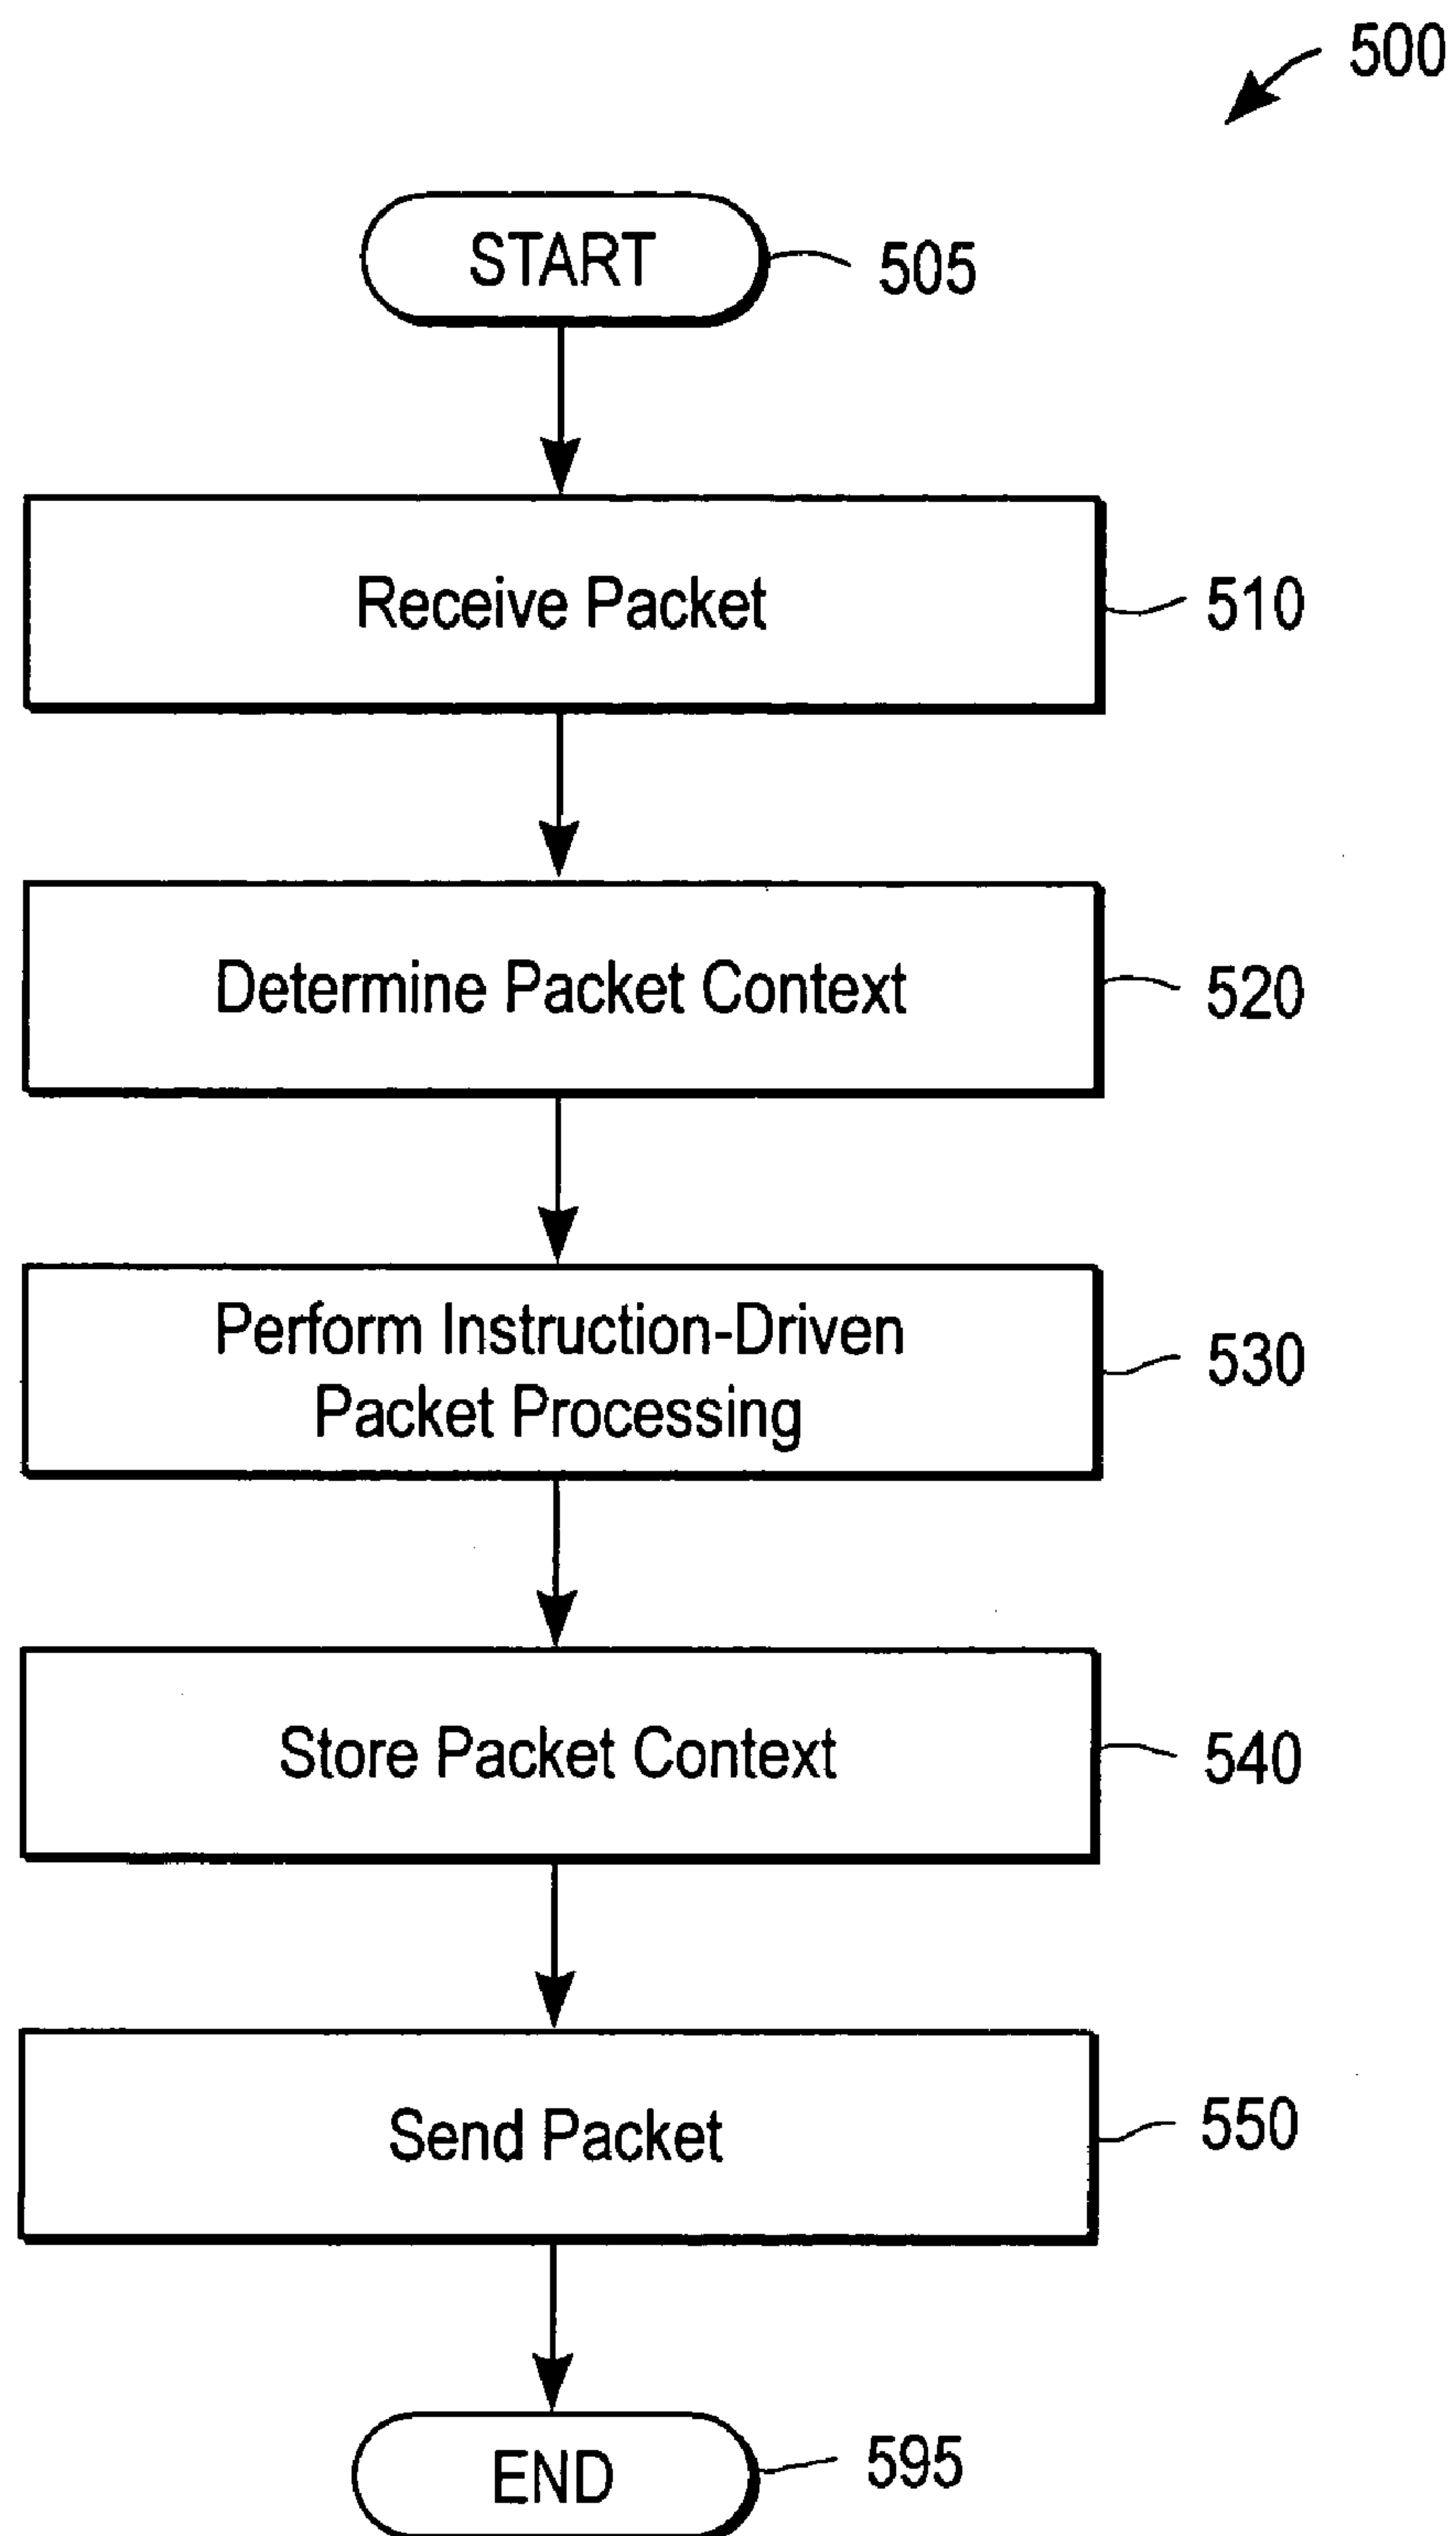 500
START
505
Receive Packet
510
Determine Packet Context
520
Perform Instruction-Driven
Packet Processing
530
Store Packet Context
540
Send Packet
550
END
595